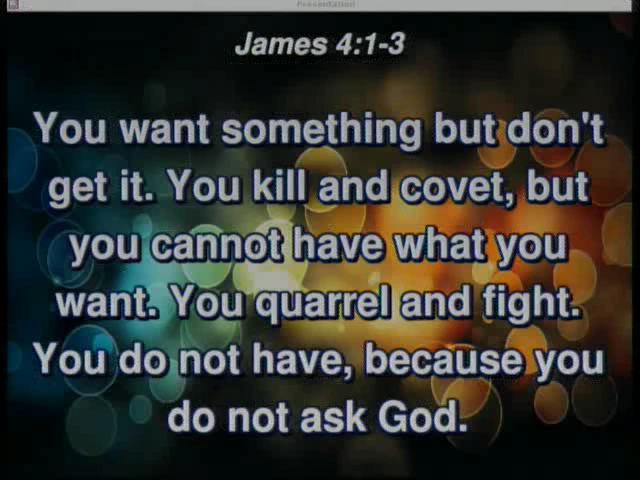 Presentation
James 4:1-3
You want something but don't
get it. You kill and covet, but
you cannot have what you
want. You quarrel and fight.
You do not have, because you
do not ask God.